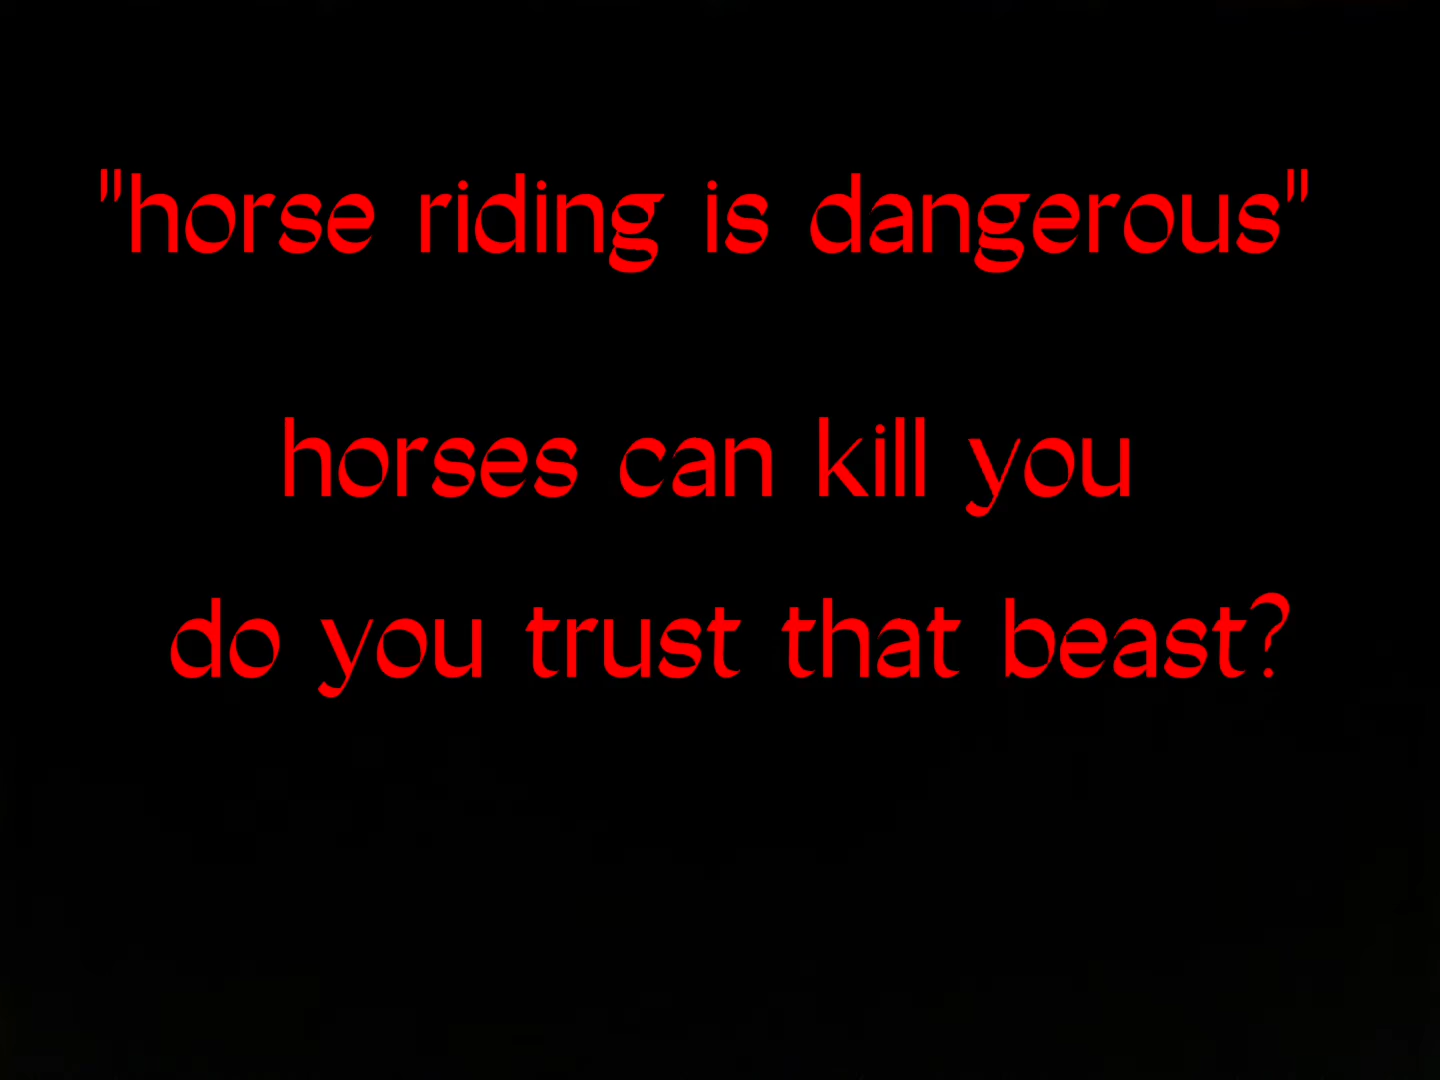 "horse riding is dangerous"
horses can kill you
do you trust that beast?